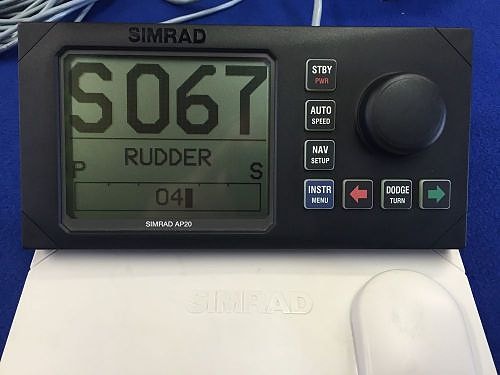 SIMRAD
S067
RUDDER
P S
04
SIMRAD AP20
STBY
PWR
AUTO
SPEED
NAV
SETUP
INSTR
MENU
DODGE
TURN
SIMRAD